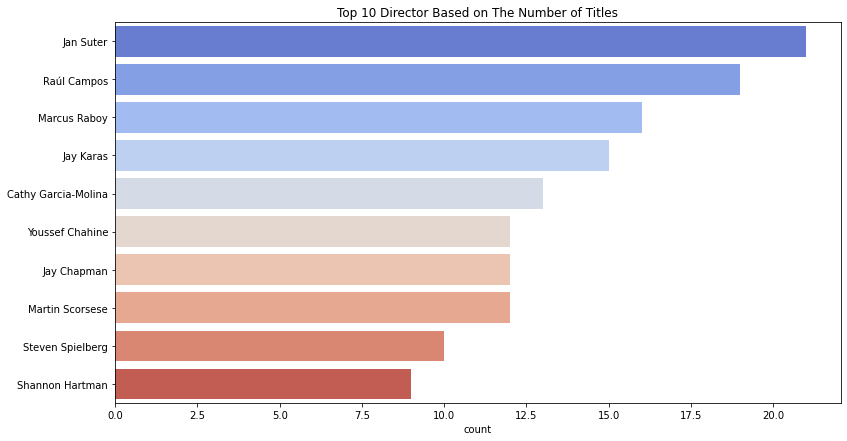 Top 10 Director Based on The Number of Titles
Jan Suter
Raúl Campos
Marcus Raboy
Jay Karas
Cathy Garcia-Molina
Youssef Chahine
Jay Chapman
Martin Scorsese
Steven Spielberg
Shannon Hartman
0.0 2.5 5.0 7.5 10.0 12.5 15.0 17.5 20.0
count